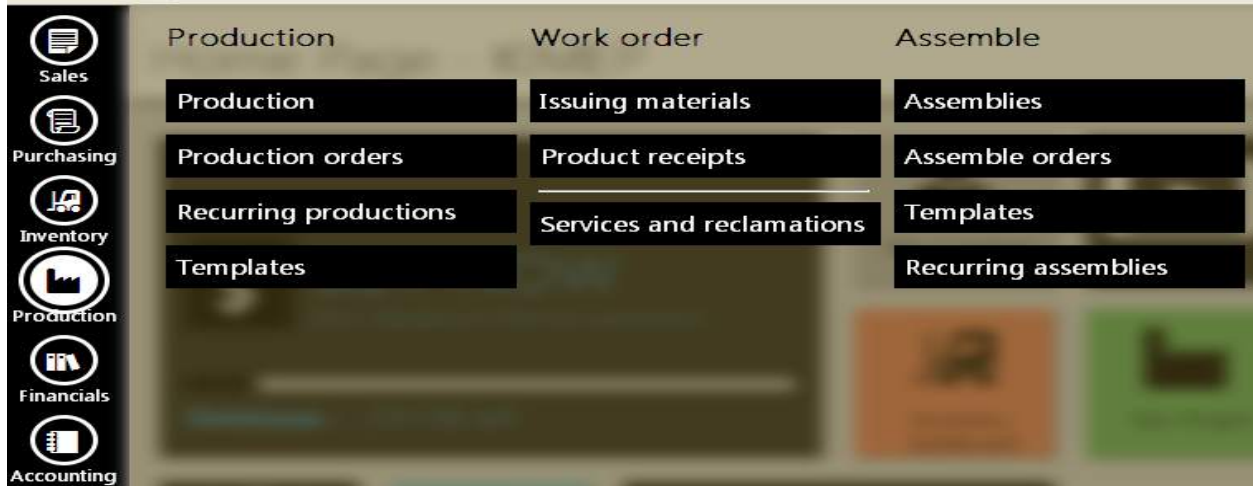 Sales
Purchasing
Inventory
Production
Financials
Accounting
Production
Production
Production orders
Recurring productions
Templates
Work order
Issuing materials
Product receipts
Services and reclamations
Assemble
Assemblies
Assemble orders
Templates
Recurring assemblies